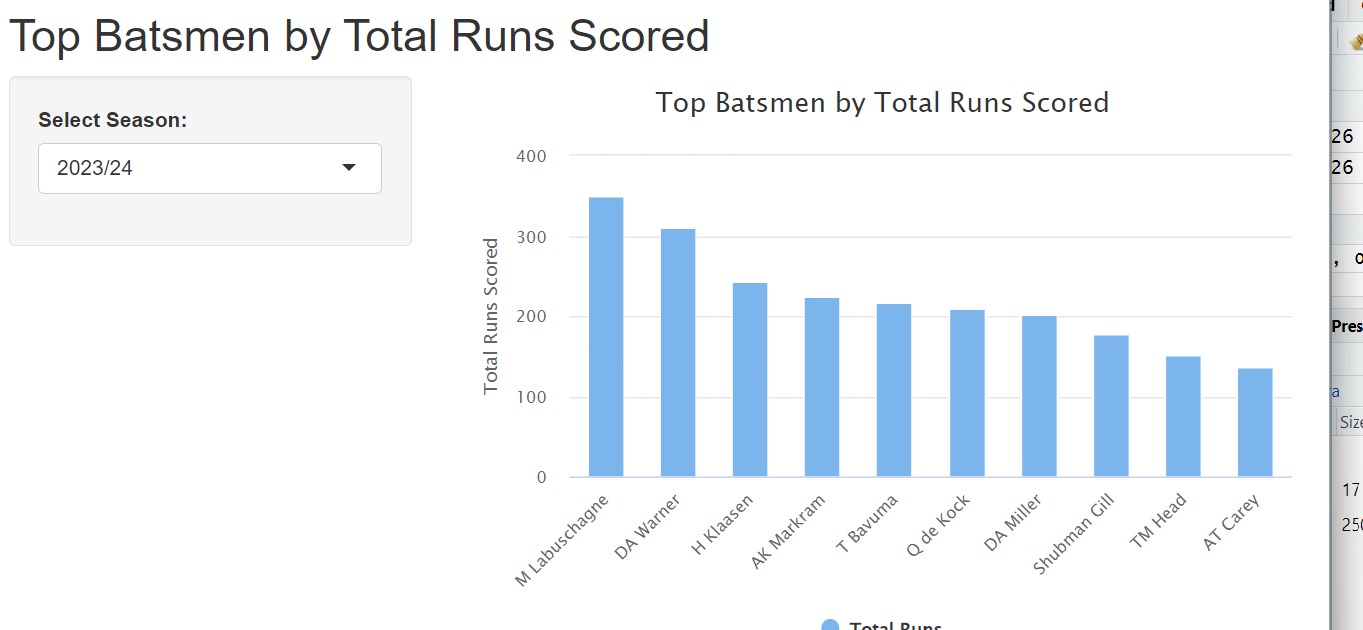 Top Batsmen by Total Runs Scored
Select Season:
2023/24
Top Batsmen by Total Runs Scored
Total Runs Scored
400
300
200
100
0
M Labuschagne
DA Warner
H Klaasen
AK Markram
T Bavuma
Q de Kock
DA Miller
Shubman Gill
TM Head
AT Carey
Total Runs
26
26
, o
Pres
a
Size
17
250